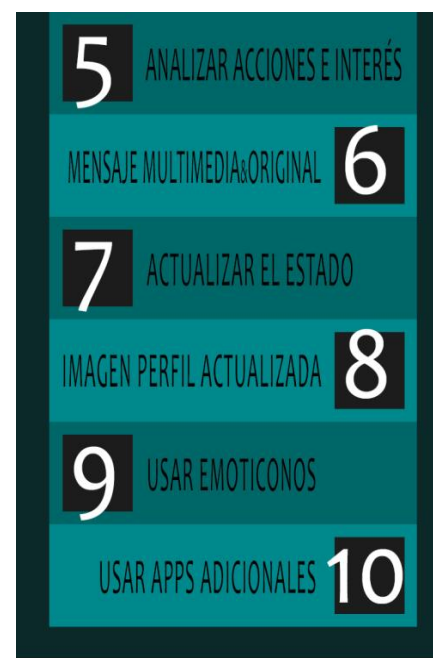 5 ANALIZAR ACCIONES E INTERÉS
MENSAJE MULTIMEDIA&ORIGINAL 6
7 ACTUALIZAR EL ESTADO
IMAGEN PERFIL ACTUALIZADA 8
9 USAR EMOTICONOS
USAR APPS ADICIONALES 10